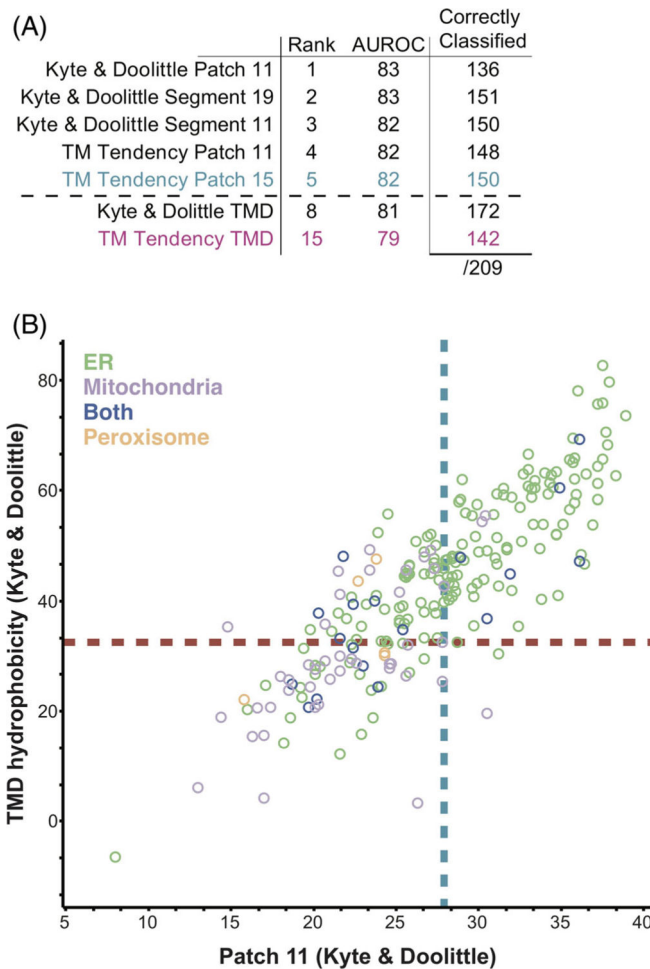 (A)
Rank AUROC Correctly Classified
Kyte & Doolittle Patch 11 1 83 136
Kyte & Doolittle Segment 19 2 83 151
Kyte & Doolittle Segment 11 3 82 150
TM Tendency Patch 11 4 82 148
TM Tendency Patch 15 5 82 150
Kyte & Dolittle TMD 8 81 172
TM Tendency TMD 15 79 142
/209
(B)
ER
Mitochondria
Both
Peroxisome
TMD hydrophobicity (Kyte & Doolittle)
80
60
40
20
0
5 10 15 20 25 30 35 40
Patch 11 (Kyte & Doolittle)